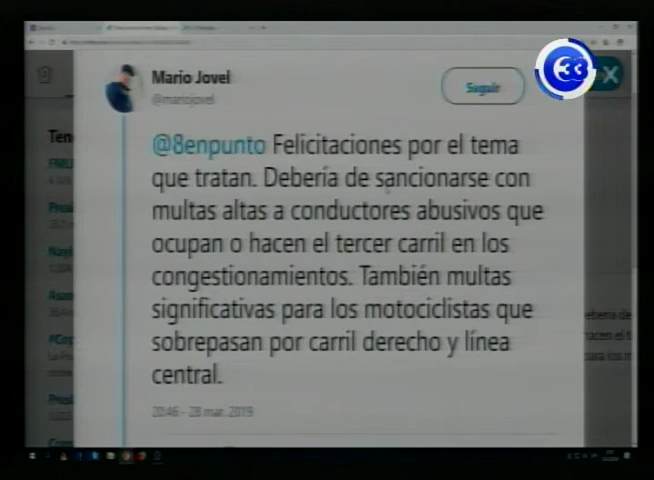 Mario Jovel
@mariojovel
Seguir
33
@8enpunto Felicitaciones por el tema
que tratan. Debería de sancionarse con
multas altas a conductores abusivos que
ocupan o hacen el tercer carril en los
congestionamientos. También multas
significativas para los motociclistas que
sobrepasan por carril derecho y línea
central.
20:46 - 28 mar. 2019